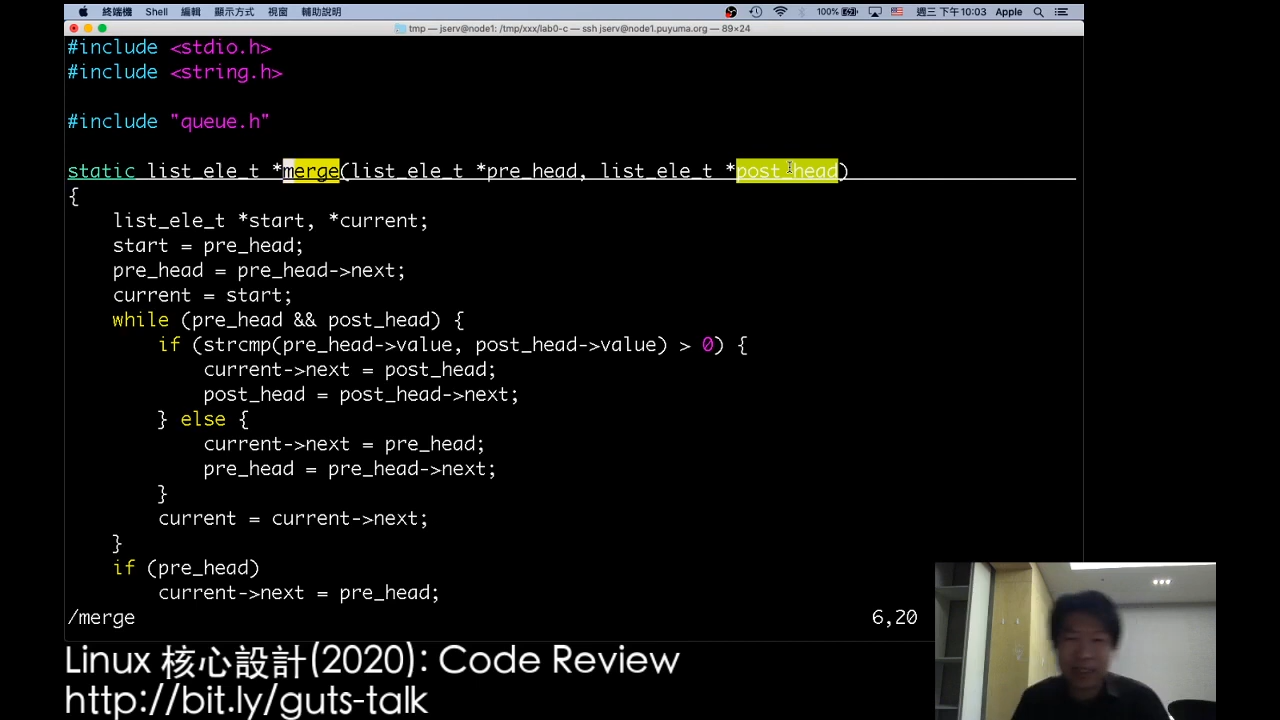 終端機 Shell 編輯 顯示方式 視窗 輔助說明 100% 週三 下午10:03 Apple
tmp — jserv@node1: /tmp/xxx/lab0-c — ssh jserv@node1.puyuma.org — 89×24
#include <stdio.h>
#include <string.h>
#include "queue.h"
static list_ele_t *merge(list_ele_t *pre_head, list_ele_t *post_head)
{
    list_ele_t *start, *current;
    start = pre_head;
    pre_head = pre_head->next;
    current = start;
    while (pre_head && post_head) {
        if (strcmp(pre_head->value, post_head->value) > 0) {
            current->next = post_head;
            post_head = post_head->next;
        } else {
            current->next = pre_head;
            pre_head = pre_head->next;
        }
        current = current->next;
    }
    if (pre_head)
        current->next = pre_head;
/merge 6,20
Linux 核心設計(2020): Code Review
http://bit.ly/guts-talk